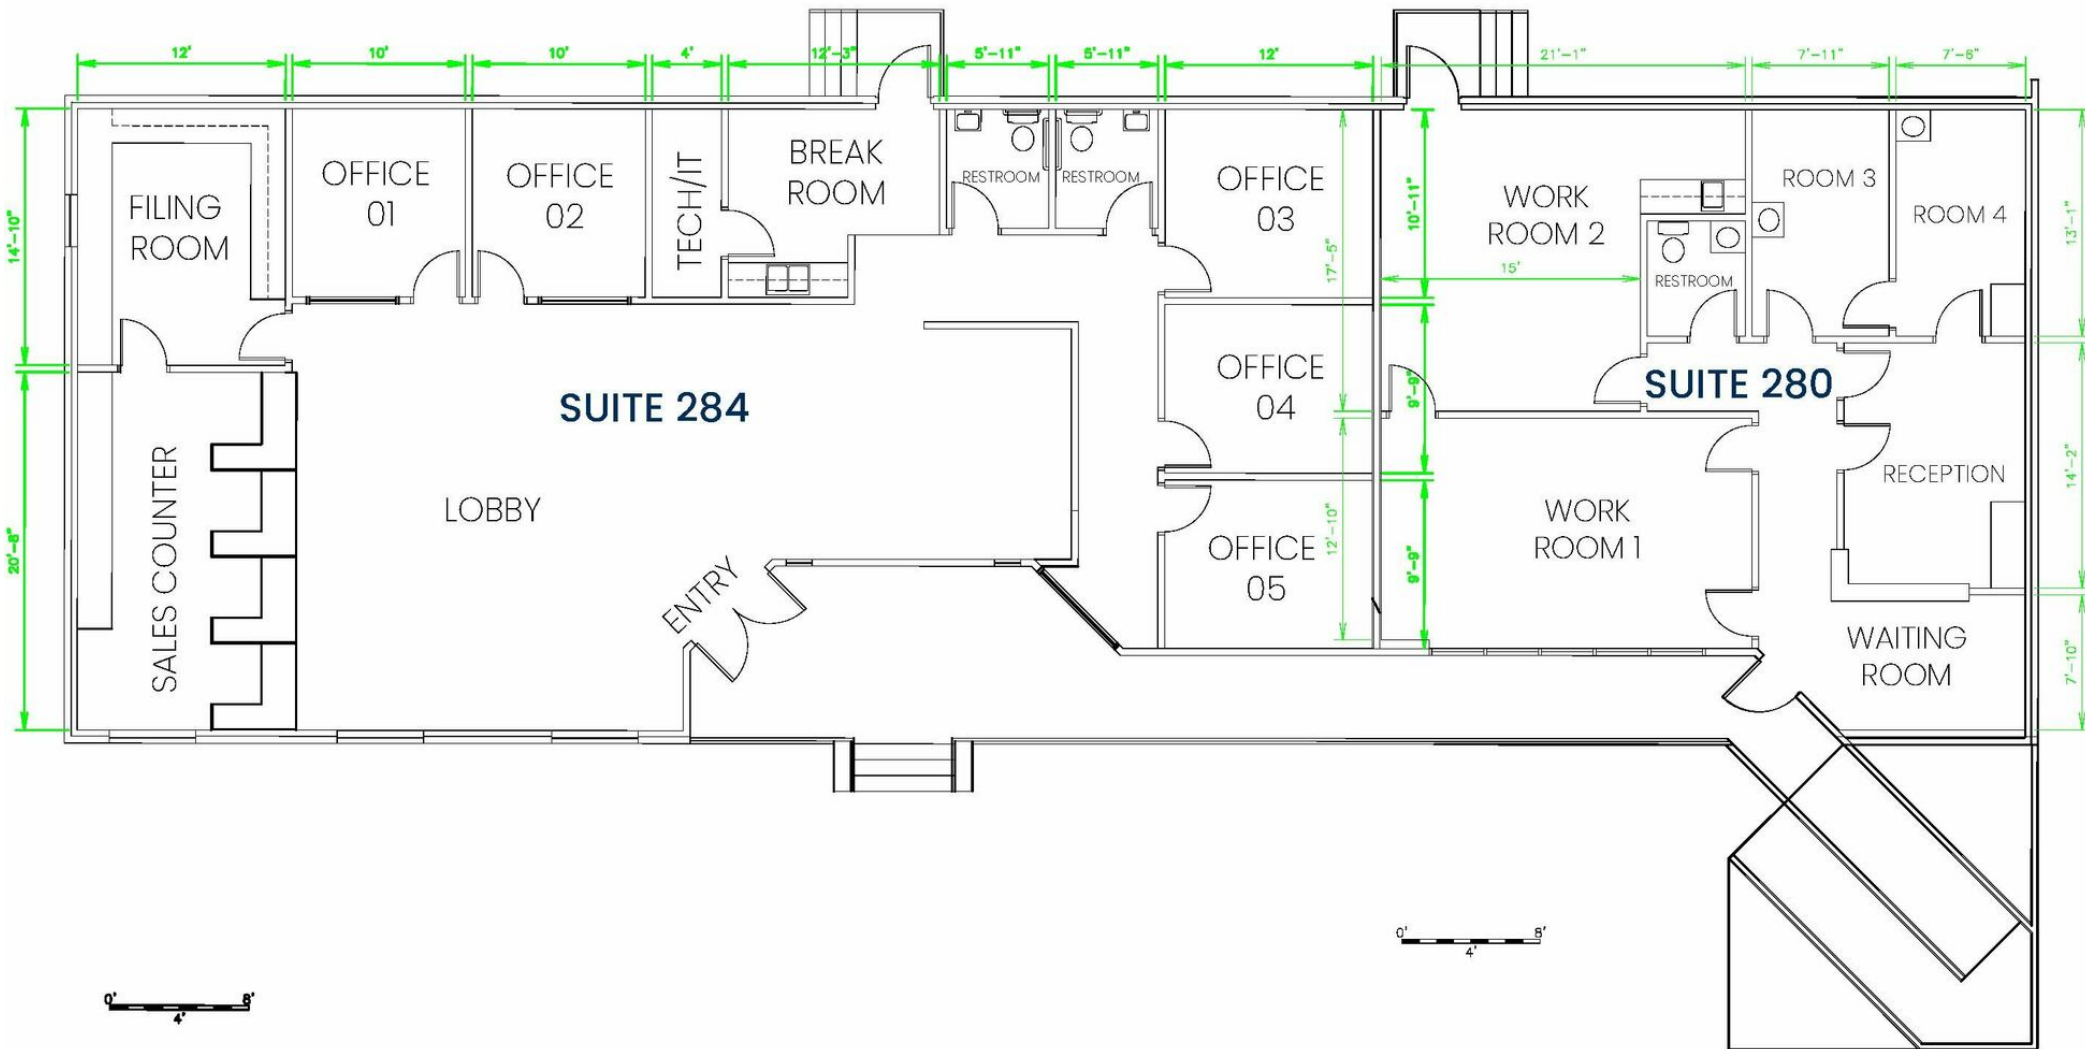 12'
10'
10'
4'
12'-3"
5'-11"
5'-11"
12'
21'-1"
7'-11"
7'-6"
14'-10"
20'-8"
FILING
ROOM
OFFICE
01
OFFICE
02
TECH/IT
BREAK
ROOM
RESTROOM
RESTROOM
OFFICE
03
17'-5"
10'-11"
WORK
ROOM 2
15'
RESTROOM
ROOM 3
ROOM 4
13'-1"
SUITE 284
OFFICE
04
9'-9"
SUITE 280
SALES COUNTER
LOBBY
ENTRY
OFFICE
05
12'-10"
9'-9"
WORK
ROOM 1
RECEPTION
14'-2"
WAITING
ROOM
7'-10"
0'
8'
4'
0'
8'
4'